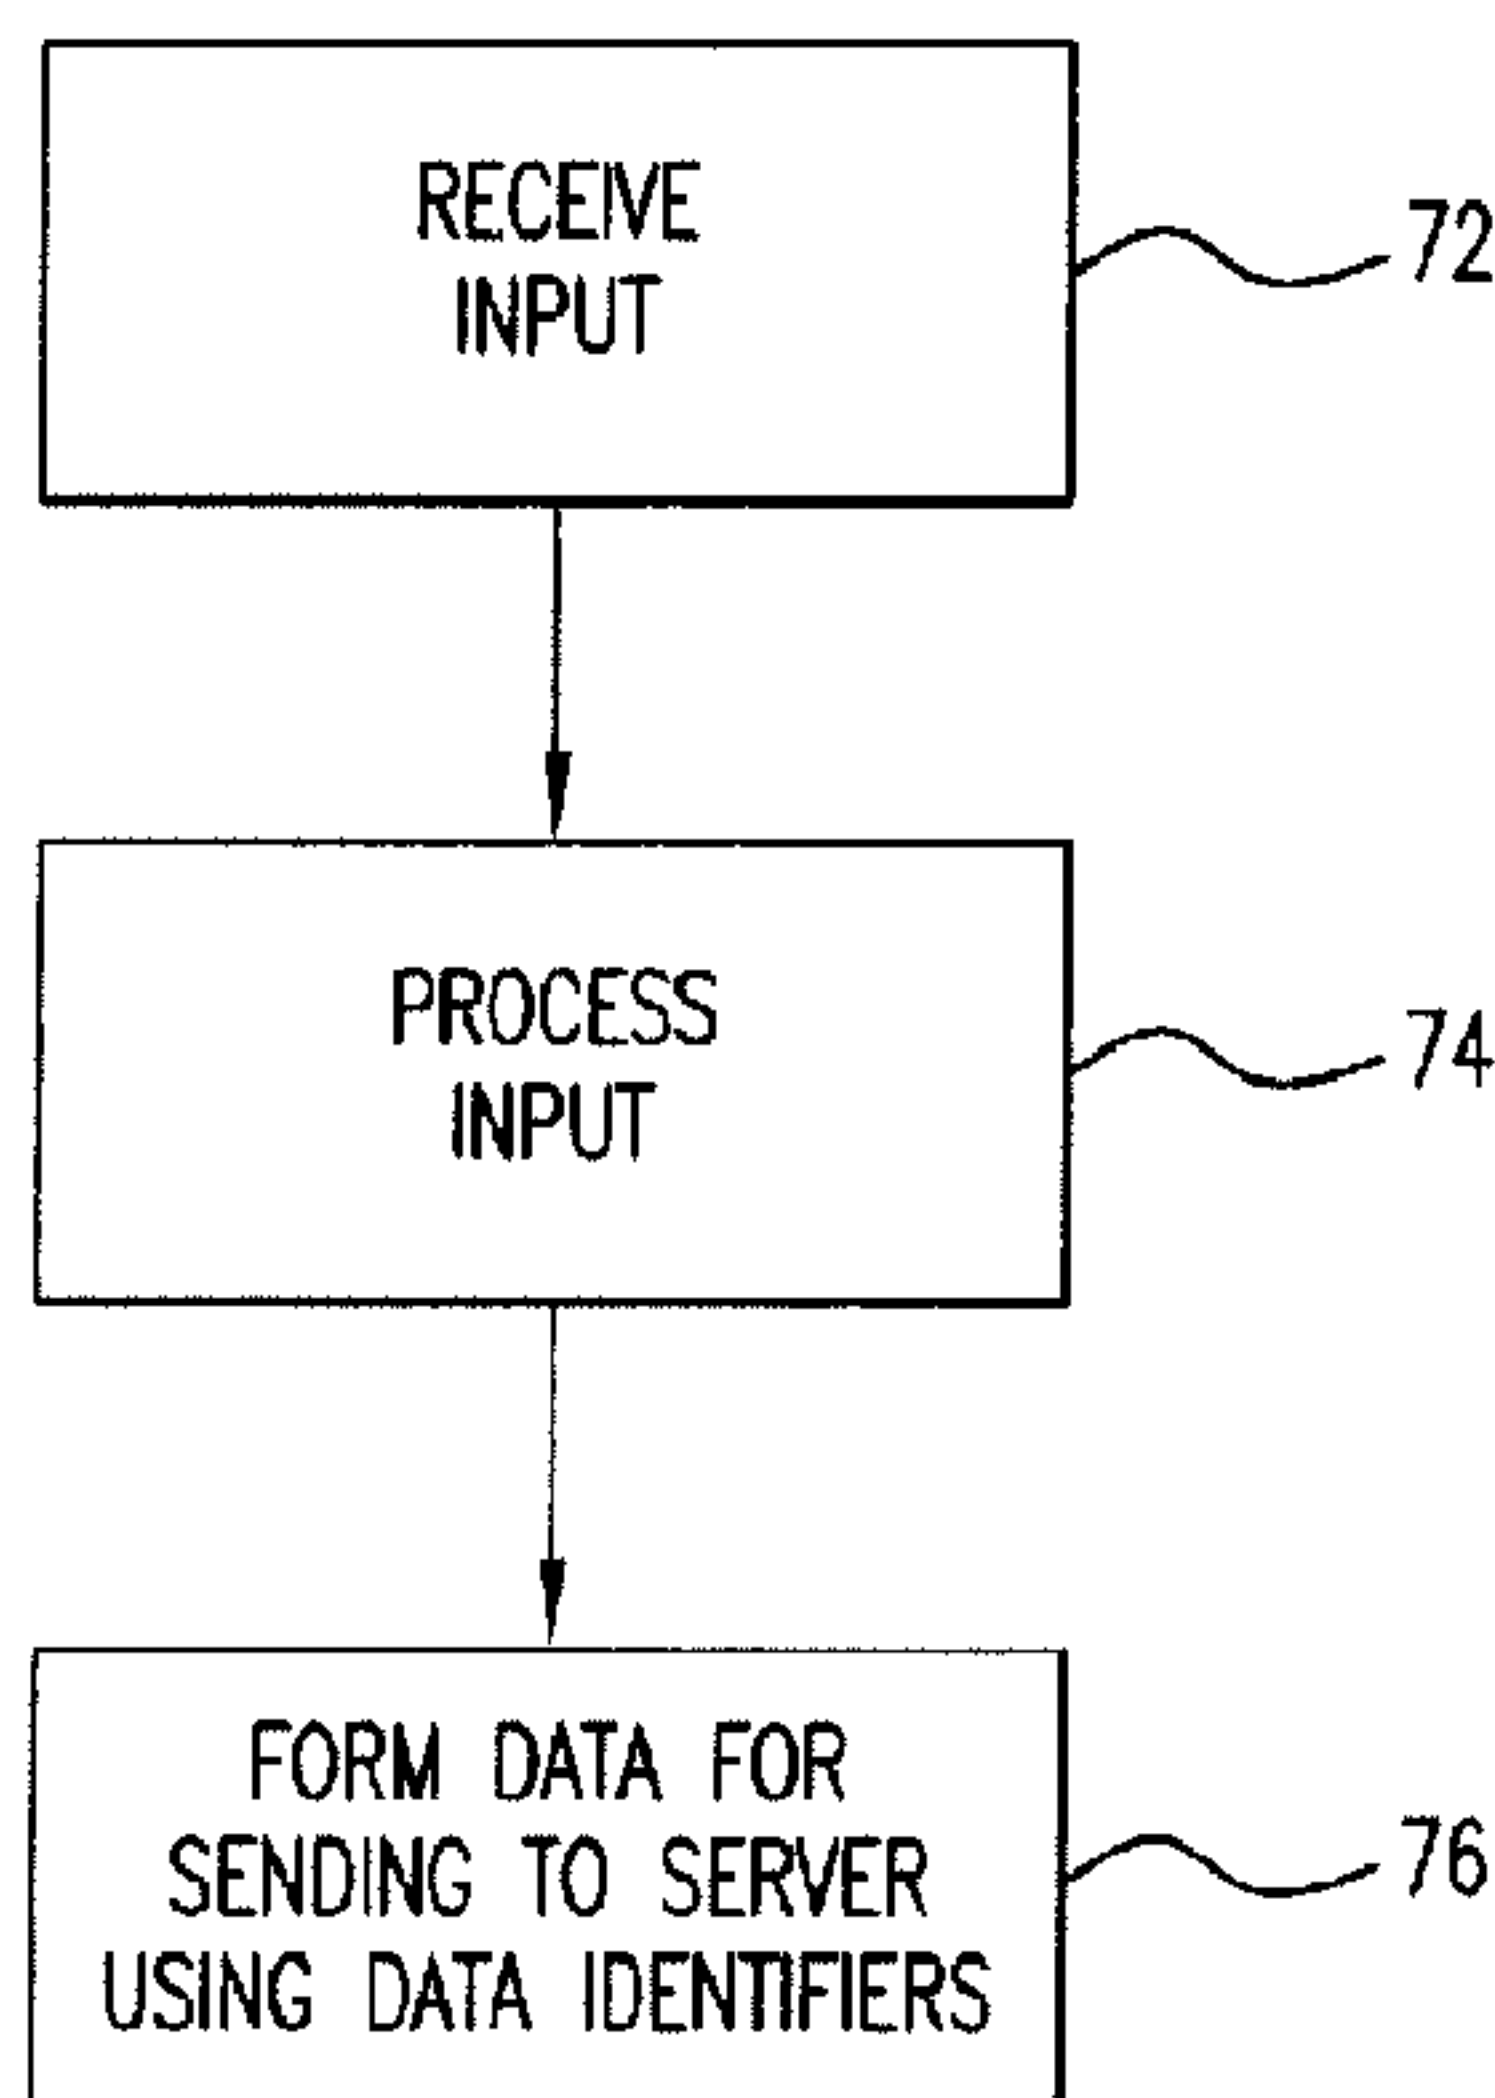 RECEIVE
INPUT
72
PROCESS
INPUT
74
FORM DATA FOR
SENDING TO SERVER
USING DATA IDENTIFIERS
76